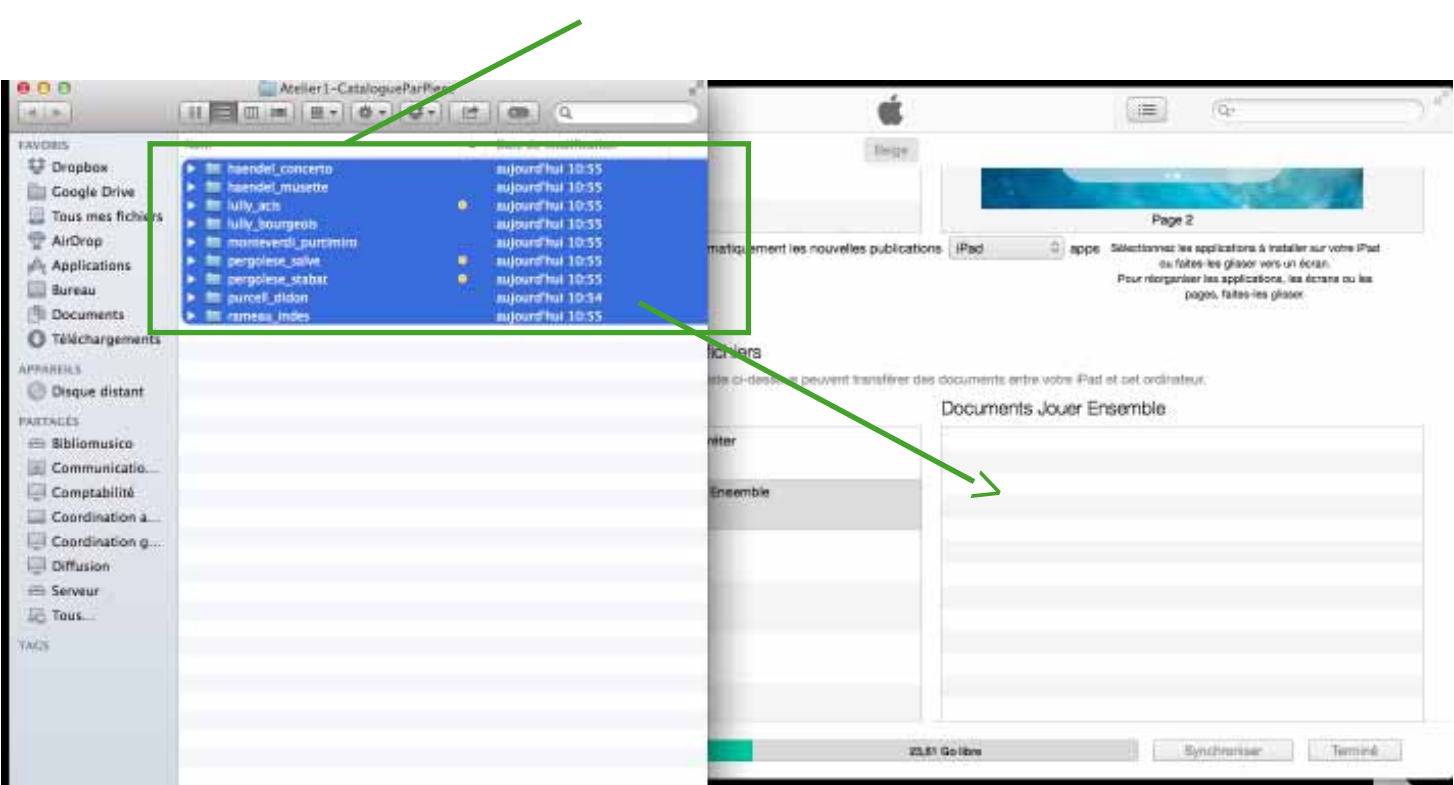 Atelier1-CatalogueParPiece
FAVORIS
Dropbox
Google Drive
Tous mes fichiers
AirDrop
Applications
Bureau
Documents
Téléchargements
APPAREILS
Disque distant
PARTAGÉS
Bibliomusico
Communicatio...
Comptabilité
Coordination a...
Coordination g...
Diffusion
Serveur
Tous...
TAGS
haendel_concerto aujourd'hui 10:55
haendel_musette aujourd'hui 10:55
lully_acis aujourd'hui 10:55
lully_bourgeois aujourd'hui 10:55
monteverdi_purtimiro aujourd'hui 10:55
pergolese_salve aujourd'hui 10:55
pergolese_stabat aujourd'hui 10:55
purcell_didon aujourd'hui 10:54
rameau_indes aujourd'hui 10:55
Beige
Page 2
matiquement les nouvelles publications iPad apps
Sélectionnez les applications à installer sur votre iPad
ou faites-les glisser vers un écran.
Pour réorganiser les applications, les écrans ou les
pages, faites-les glisser.
fichiers
ci-dessous peuvent transférer des documents entre votre iPad et cet ordinateur.
Documents Jouer Ensemble
réter
Ensemble
23,81 Go libre
Synchroniser
Terminé